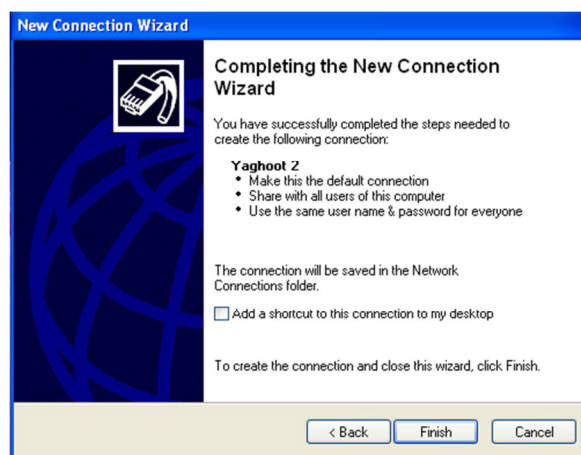 New Connection Wizard
Completing the New Connection
Wizard
You have successfully completed the steps needed to
create the following connection:
Yaghoot 2
• Make this the default connection
• Share with all users of this computer
• Use the same user name & password for everyone
The connection will be saved in the Network
Connections folder.
Add a shortcut to this connection to my desktop
To create the connection and close this wizard, click Finish.
< Back Finish Cancel